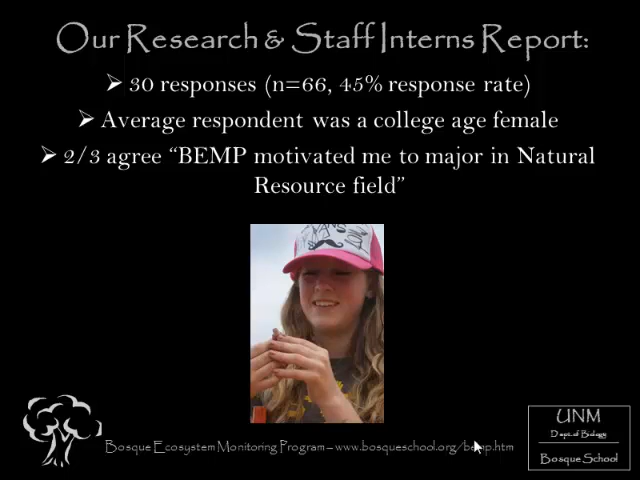 Our Research & Staff Interns Report:
➢ 30 responses (n=66, 45% response rate)
➢ Average respondent was a college age female
➢ 2/3 agree “BEMP motivated me to major in Natural
Resource field”
Bosque Ecosystem Monitoring Program – www.bosqueschool.org/bemp.htm
UNM
Dept. of Biology
Bosque School